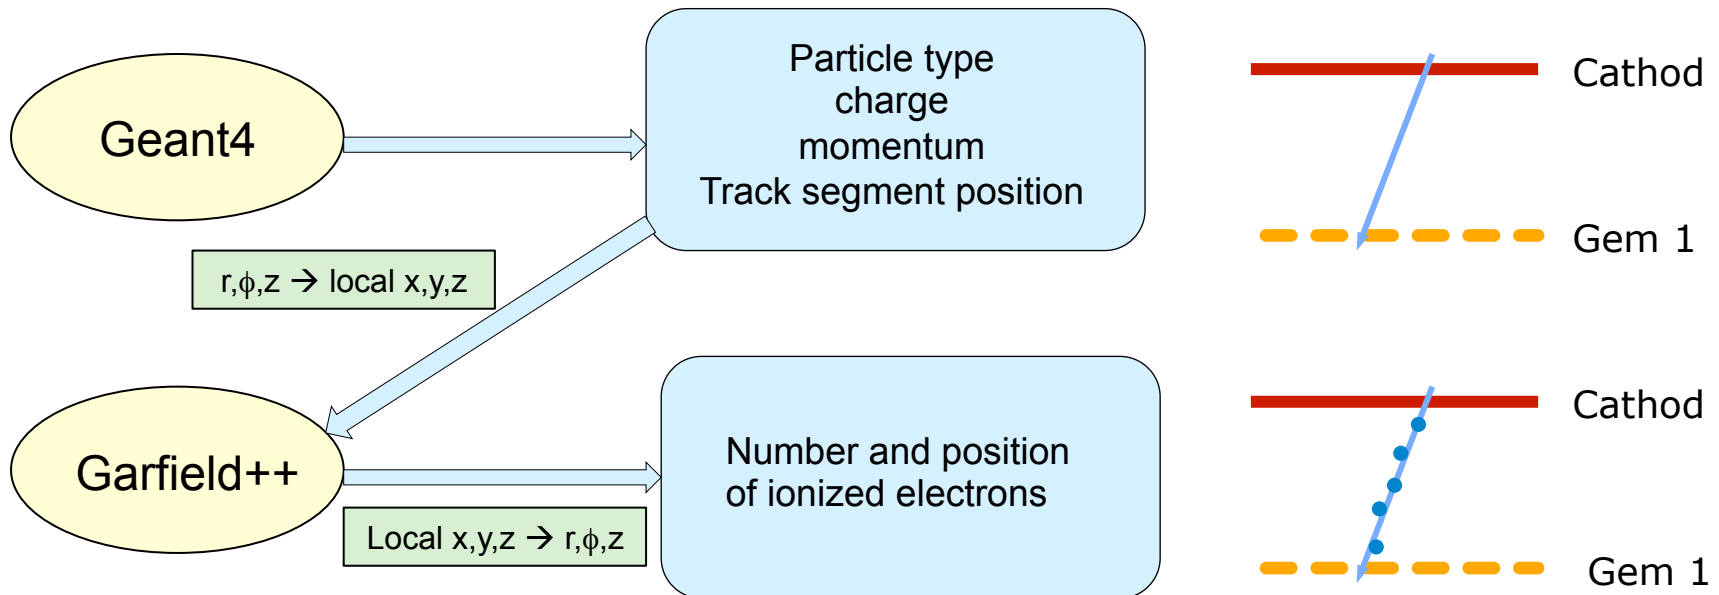 Geant4
Particle type
charge
momentum
Track segment position
Cathod
Gem 1
r,ϕ,z → local x,y,z
Garfield++
Number and position
of ionized electrons
Local x,y,z → r,ϕ,z
Cathod
Gem 1